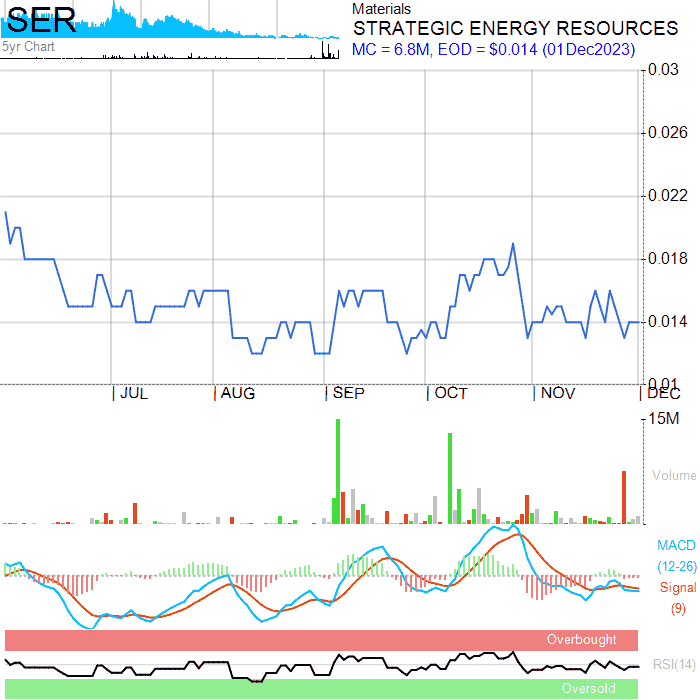 SER
5yr Chart
Materials
STRATEGIC ENERGY RESOURCES
MC = 6.8M, EOD = $0.014 (01Dec2023)
0.03
0.026
0.022
0.018
0.014
0.01
JUL AUG SEP OCT NOV DEC
15M
Volume
MACD
(12-26)
Signal
(9)
Overbought
RSI(14)
Oversold